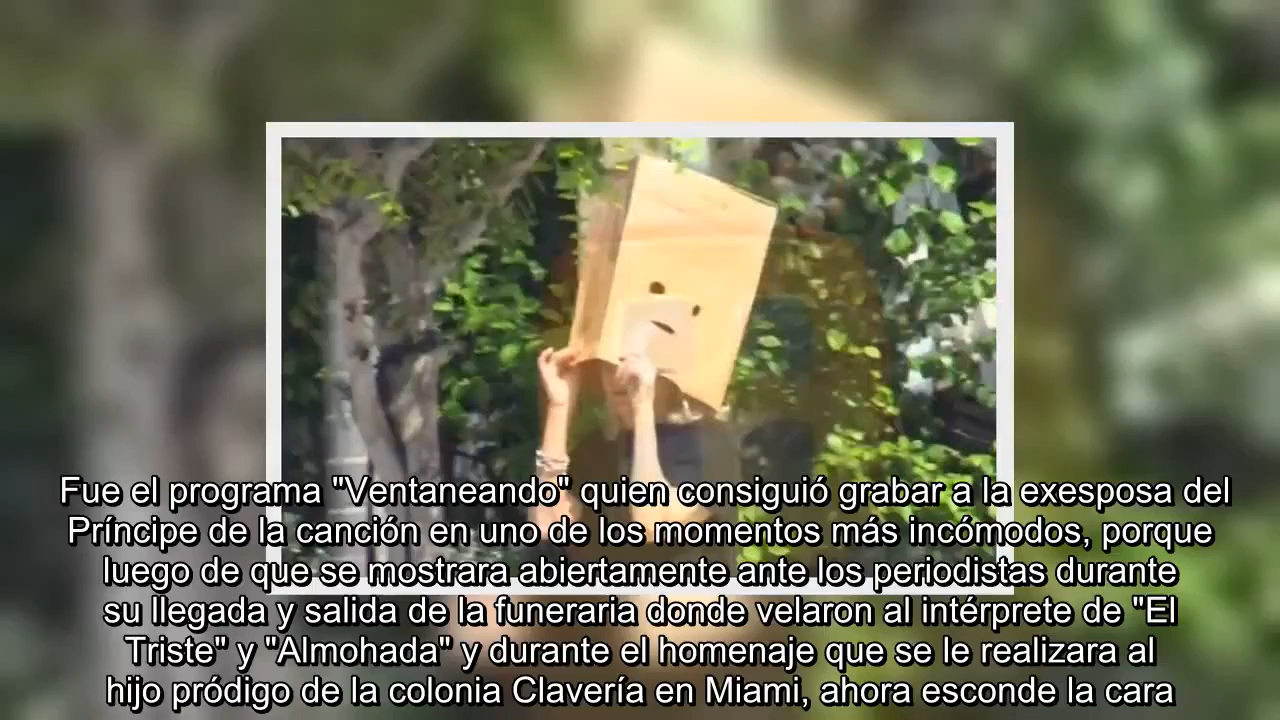 Fue el programa "Ventaneando" quien consiguió grabar a la exesposa del
Príncipe de la canción en uno de los momentos más incómodos, porque
luego de que se mostrara abiertamente ante los periodistas durante
su llegada y salida de la funeraria donde velaron al intérprete de "El
Triste" y "Almohada" y durante el homenaje que se le realizara al
hijo pródigo de la colonia Clavería en Miami, ahora esconde la cara